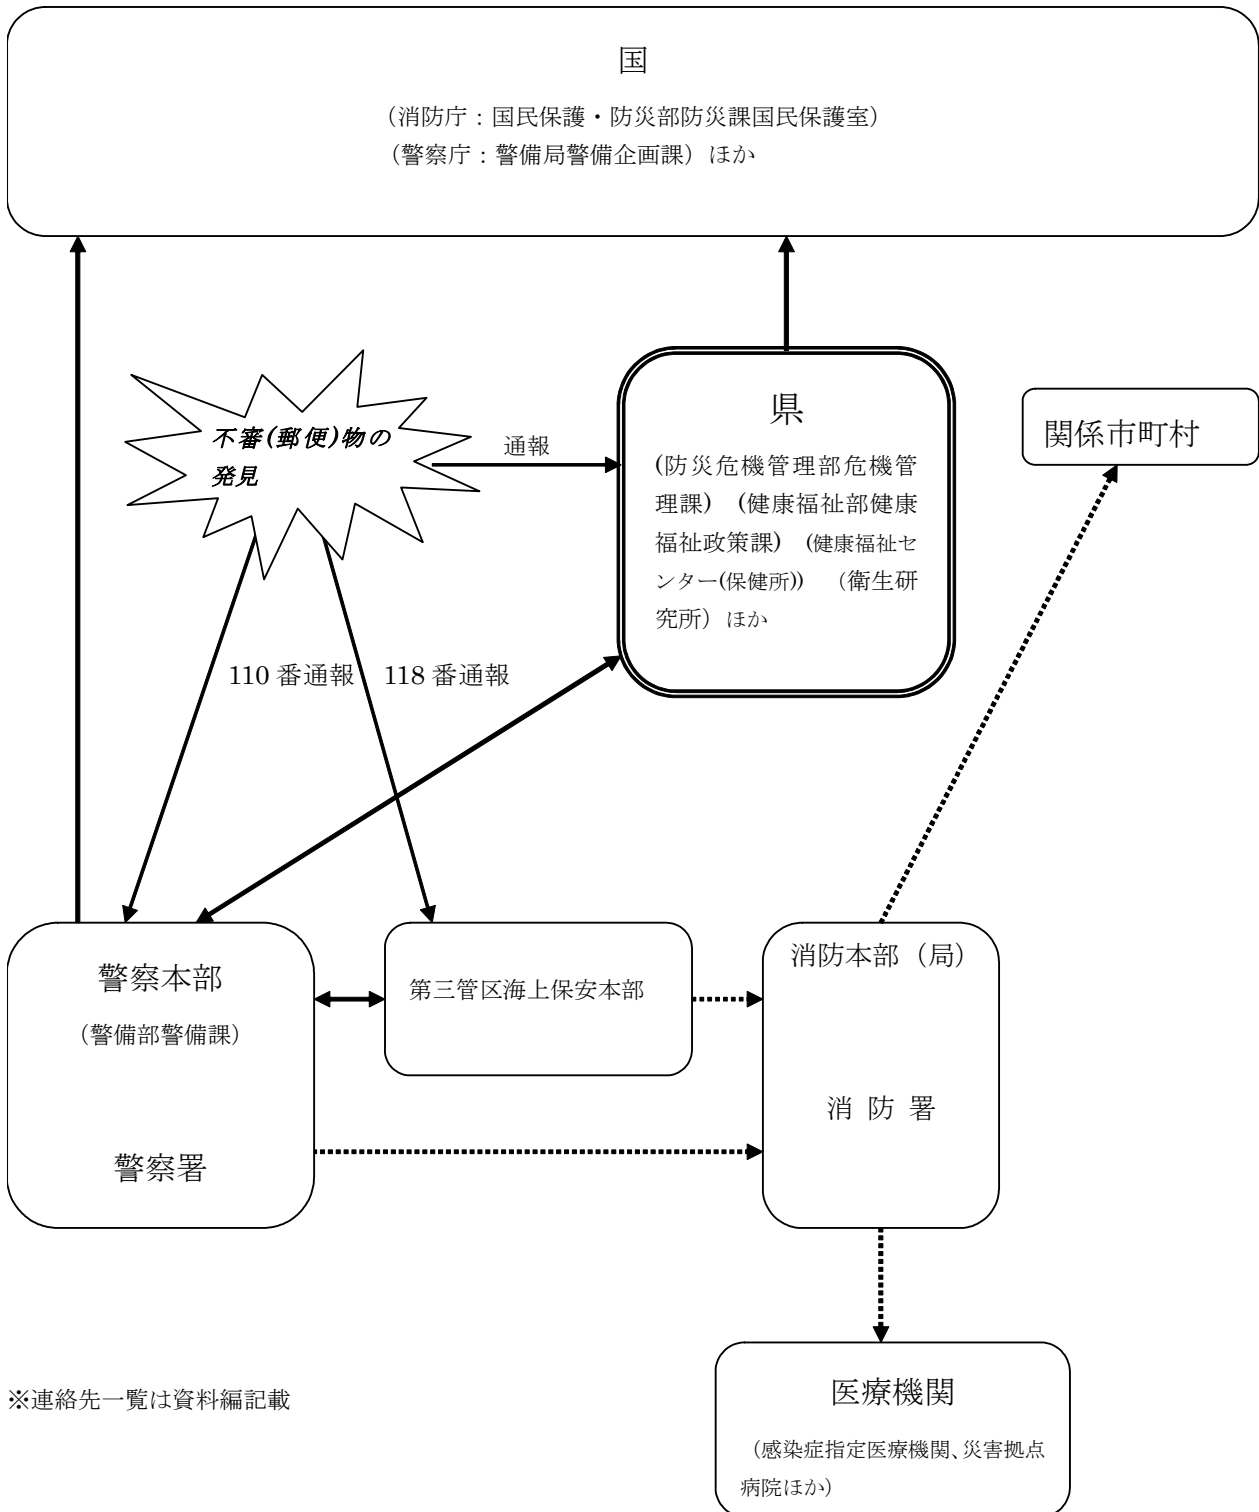 国
（消防庁：国民保護・防災部防災課国民保護室）
（警察庁：警備局警備企画課）ほか
不審(郵便)物の
発見
通報
県
(防災危機管理部危機管
理課) (健康福祉部健康
福祉政策課) (健康福祉セ
ンター(保健所)) （衛生研
究所）ほか
関係市町村
110 番通報
118 番通報
警察本部
（警備部警備課）
警察署
第三管区海上保安本部
消防本部（局）
消 防 署
医療機関
（感染症指定医療機関、災害拠点
病院ほか）
※連絡先一覧は資料編記載